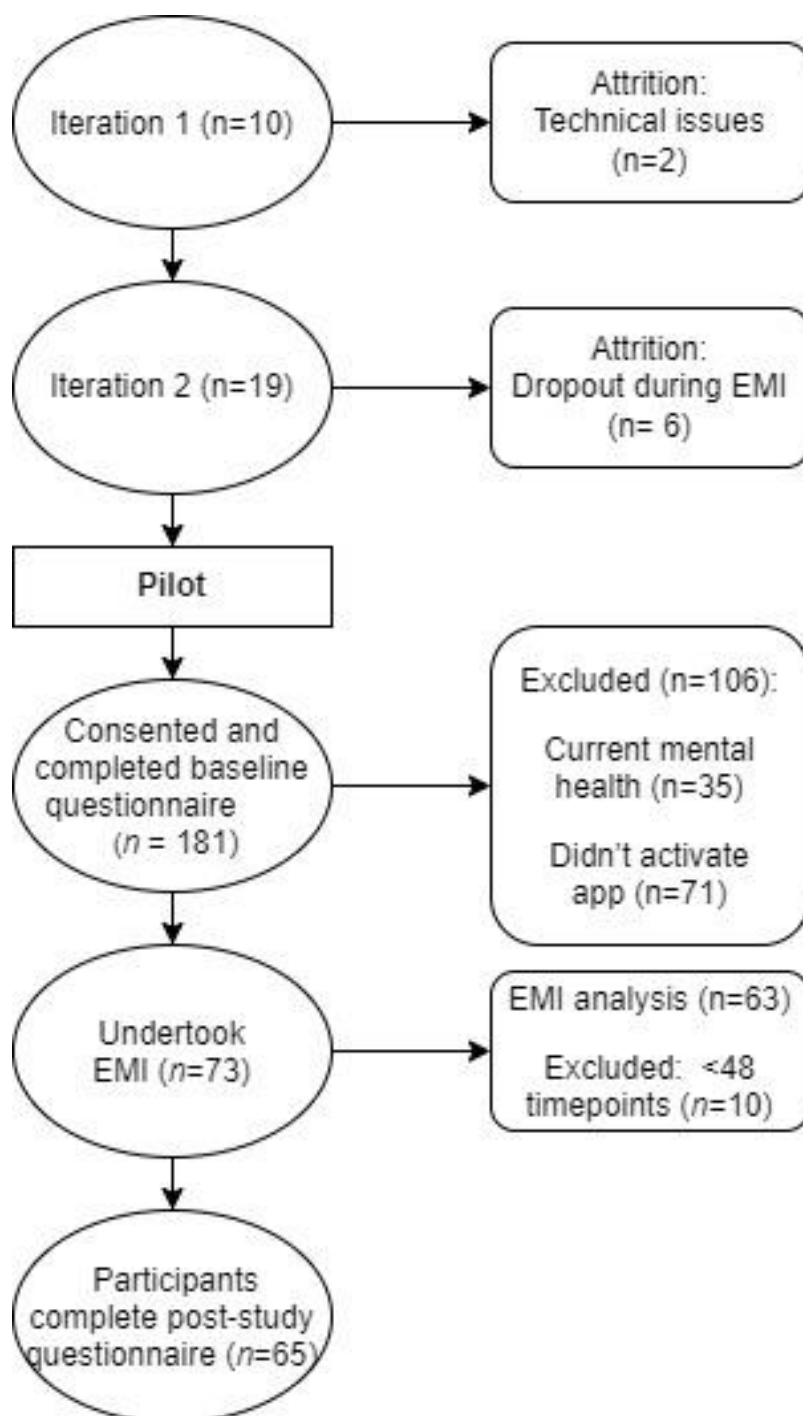 Iteration 1 (n=10)
Attrition:
Technical issues
(n=2)
Iteration 2 (n=19)
Attrition:
Dropout during EMI
(n= 6)
Pilot
Consented and
completed baseline
questionnaire
(n = 181)
Excluded (n=106):
Current mental
health (n=35)
Didn't activate
app (n=71)
Undertook
EMI (n=73)
EMI analysis (n=63)
Excluded: <48
timepoints (n=10)
Participants
complete post-study
questionnaire (n=65)